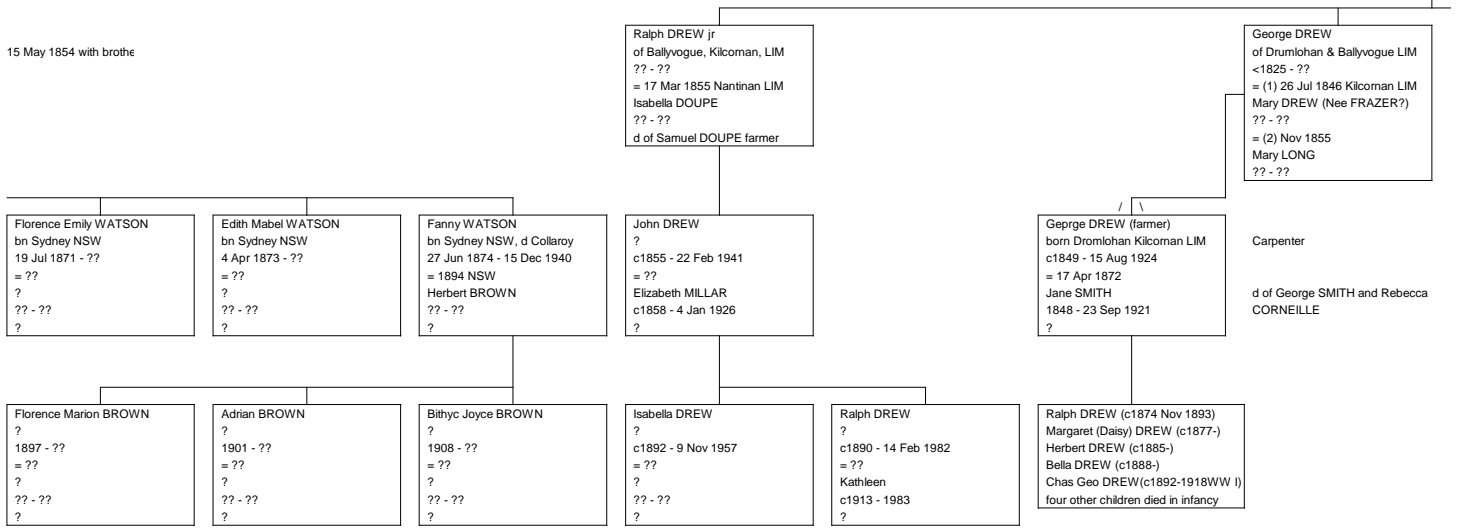 15 May 1854 with brothe
Ralph DREW jr
of Ballyvogue, Kilcornan, LIM
?? - ??
= 17 Mar 1855 Nantinan LIM
Isabella DOUPE
?? - ??
d of Samuel DOUPE farmer
George DREW
of Drumlohan & Ballyvogue LIM
<1825 - ??
= (1) 26 Jul 1846 Kilcornan LIM
Mary DREW (Nee FRAZER?)
?? - ??
= (2) Nov 1855
Mary LONG
?? - ??
Florence Emily WATSON
bn Sydney NSW
19 Jul 1871 - ??
= ??
?
?? - ??
?
Edith Mabel WATSON
bn Sydney NSW
4 Apr 1873 - ??
= ??
?
?? - ??
?
Fanny WATSON
bn Sydney NSW, d Collaroy
27 Jun 1874 - 15 Dec 1940
= 1894 NSW
Herbert BROWN
?? - ??
?
John DREW
?
c1855 - 22 Feb 1941
= ??
Elizabeth MILLAR
c1858 - 4 Jan 1926
?
/ \
Geprge DREW (farmer)
born Dromlohan Kilcornan LIM
c1849 - 15 Aug 1924
= 17 Apr 1872
Jane SMITH
1848 - 23 Sep 1921
?
Carpenter
d of George SMITH and Rebecca
CORNEILLE
Florence Marion BROWN
?
1897 - ??
= ??
?
?? - ??
?
Adrian BROWN
?
1901 - ??
= ??
?
?? - ??
?
Bithyc Joyce BROWN
?
1908 - ??
= ??
?
?? - ??
?
Isabella DREW
?
c1892 - 9 Nov 1957
= ??
?
?? - ??
?
Ralph DREW
?
c1890 - 14 Feb 1982
= ??
Kathleen
c1913 - 1983
?
Ralph DREW (c1874 Nov 1893)
Margaret (Daisy) DREW (c1877-)
Herbert DREW (c1885-)
Bella DREW (c1888-)
Chas Geo DREW(c1892-1918WW I)
four other children died in infancy